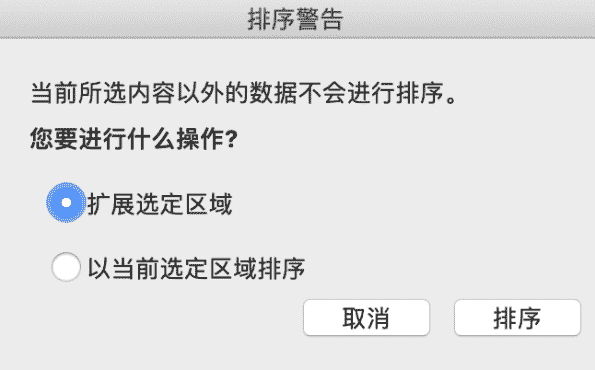 排序警告
当前所选内容以外的数据不会进行排序。
您要进行什么操作?
扩展选定区域
以当前选定区域排序
取消 排序